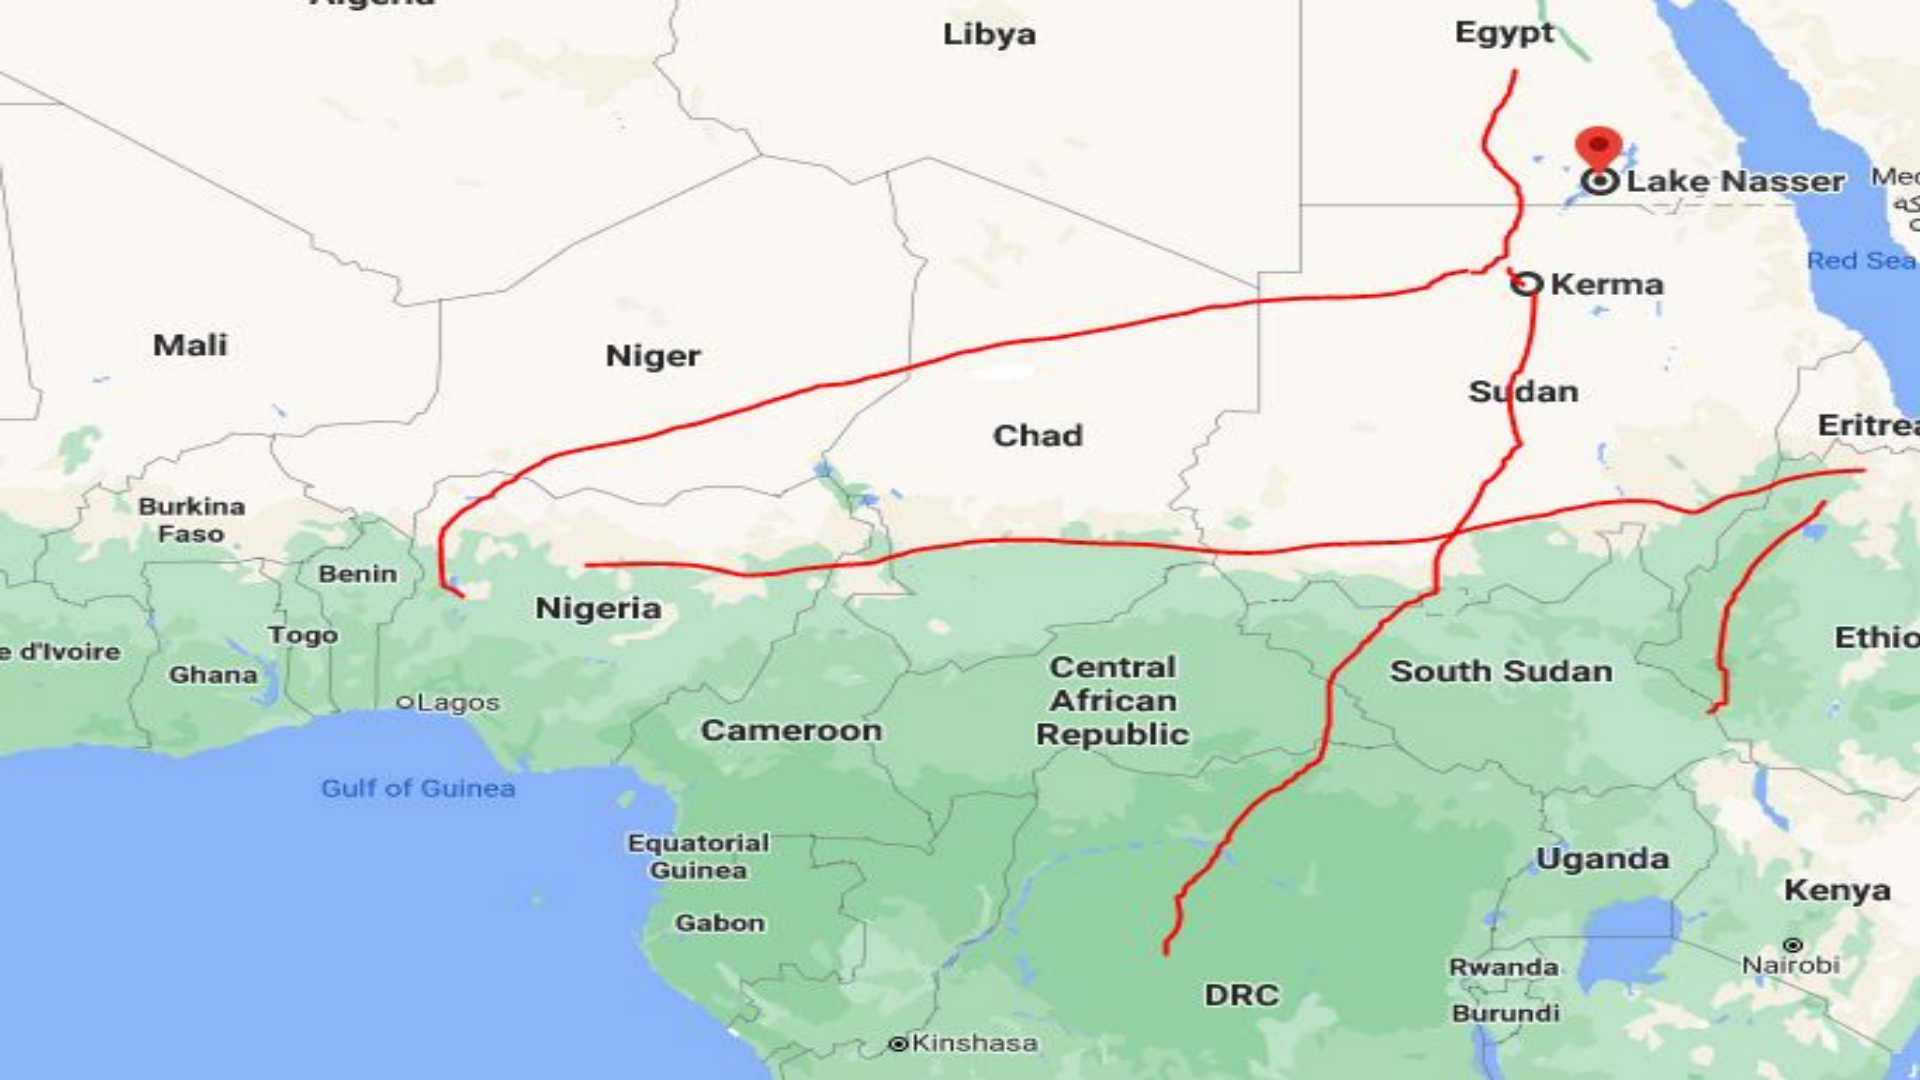 Libya
Egypt
Lake Nasser
Red Sea
Kerma
Mali
Niger
Sudan
Chad
Eritrea
Burkina
Faso
Benin
Nigeria
Togo
e d'Ivoire
Ghana
Ethio
Central
African
Republic
South Sudan
Lagos
Cameroon
Gulf of Guinea
Equatorial
Guinea
Uganda
Kenya
Gabon
Nairobi
Rwanda
DRC
Burundi
Kinshasa